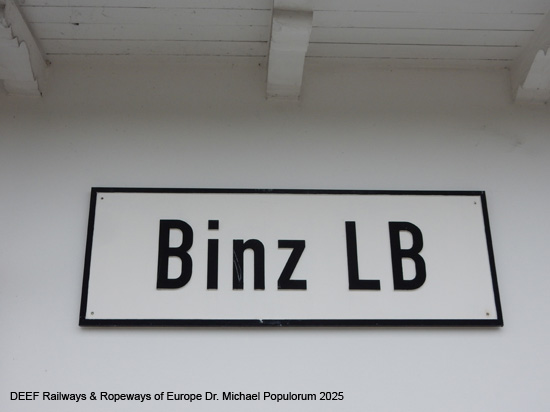 Binz LB
DEEF Railways & Ropeways of Europe Dr. Michael Populorum 2025